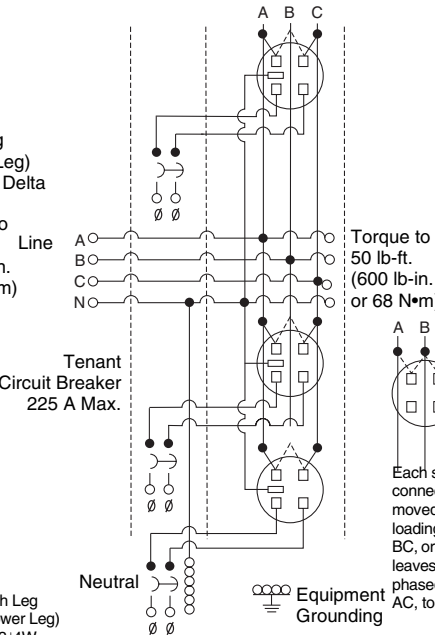 A B C
g
Leg)
Delta
o
Line
n.
m)
A
B
C
N
Torque to
50 lb-ft.
(600 lb-in.
or 68 N•m)
Ø Ø
Tenant
Circuit Breaker
225 A Max.
A B
Ø Ø
Each s
connec
moved
loading
BC, or
leaves
phased
AC, to
Neutral
Equipment
Grounding
h Leg
wer Leg)
Ø Ø